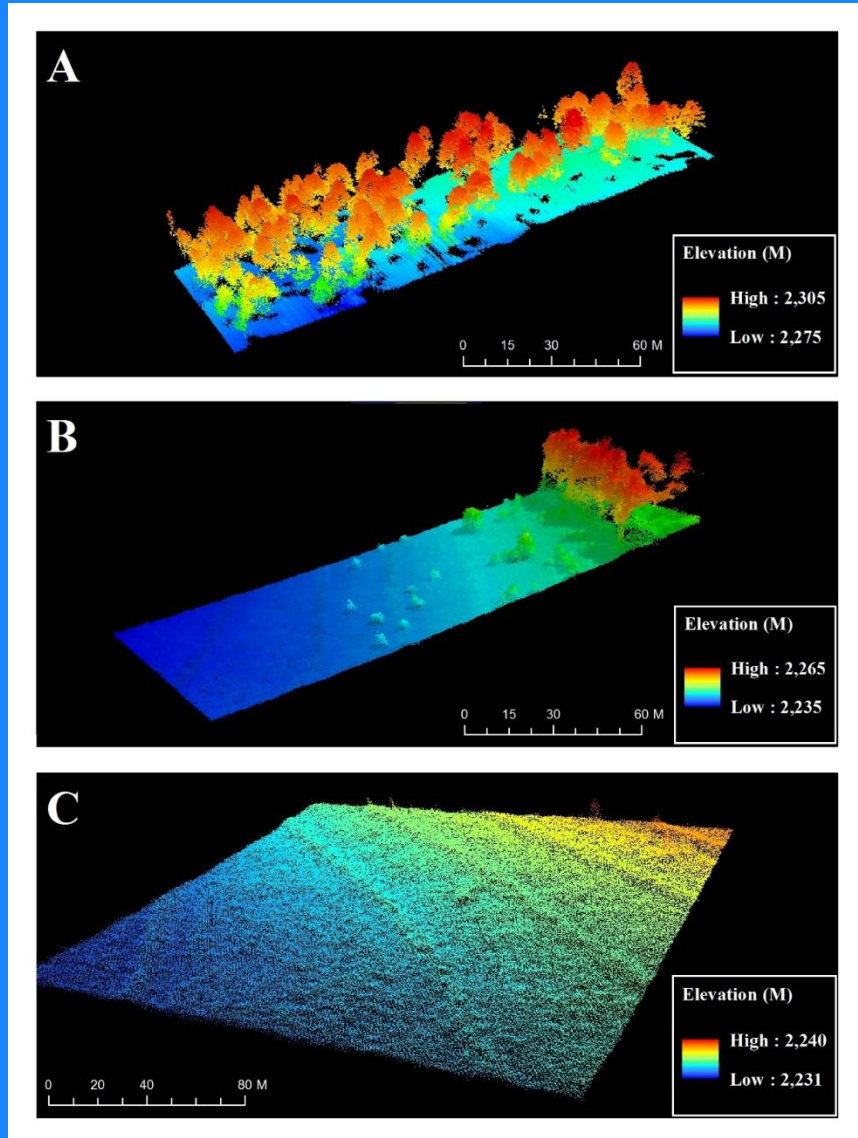 A
Elevation (M)
High : 2,305
Low : 2,275
0 15 30 60 M
B
Elevation (M)
High : 2,265
Low : 2,235
0 15 30 60 M
C
Elevation (M)
High : 2,240
Low : 2,231
0 20 40 80 M